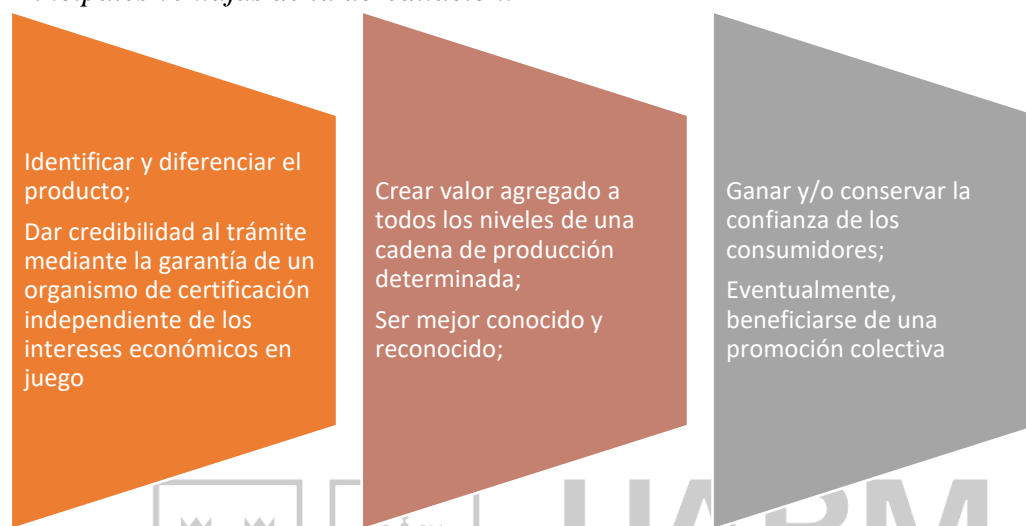 Identificar y diferenciar el
producto;
Dar credibilidad al trámite
mediante la garantía de un
organismo de certificación
independiente de los
intereses económicos en
juego
Crear valor agregado a
todos los niveles de una
cadena de producción
determinada;
Ser mejor conocido y
reconocido;
Ganar y/o conservar la
confianza de los
consumidores;
Eventualmente,
beneficiarse de una
promoción colectiva